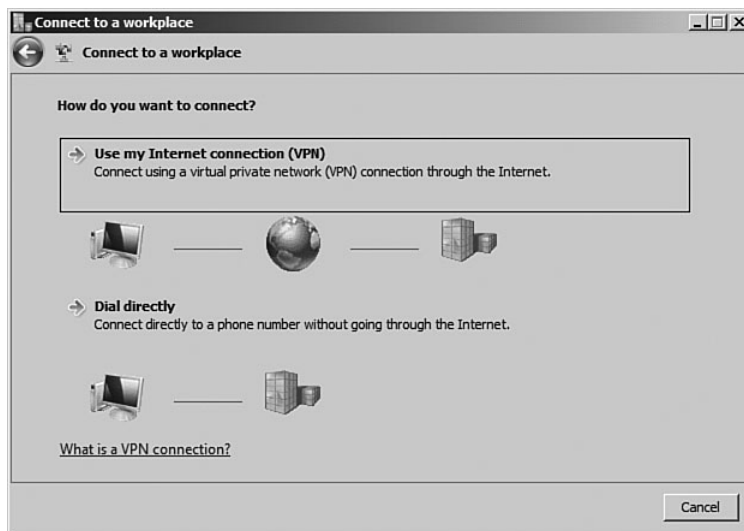 Connect to a workplace
Connect to a workplace
How do you want to connect?
Use my Internet connection (VPN)
Connect using a virtual private network (VPN) connection through the Internet.
Dial directly
Connect directly to a phone number without going through the Internet.
What is a VPN connection?
Cancel